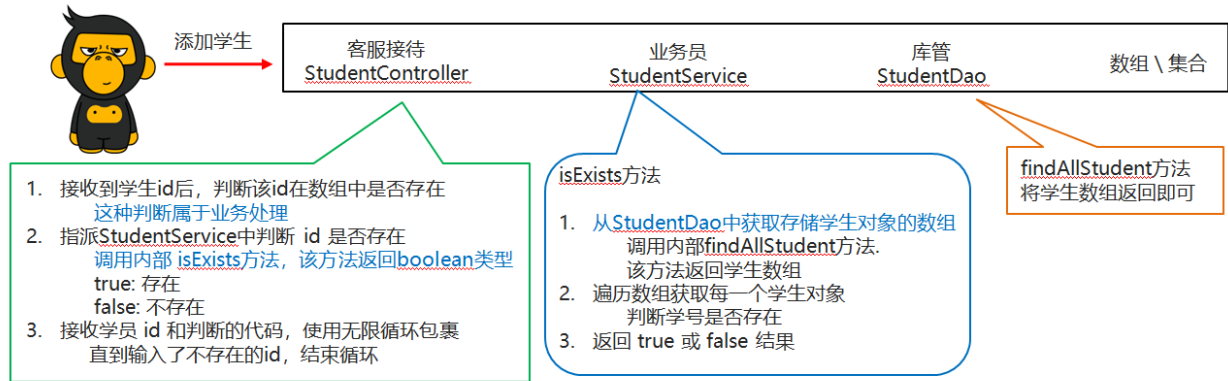 添加学生
客服接待
StudentController
业务员
StudentService
库管
StudentDao
数组 \ 集合
1. 接收到学生id后，判断该id在数组中是否存在
这种判断属于业务处理
2. 指派StudentService中判断 id 是否存在
调用内部 isExists方法，该方法返回boolean类型
true: 存在
false: 不存在
3. 接收学员 id 和判断的代码，使用无限循环包裹
直到输入了不存在的id，结束循环
isExists方法
1. 从StudentDao中获取存储学生对象的数组
调用内部findAllStudent方法.
该方法返回学生数组
2. 遍历数组获取每一个学生对象
判断学号是否存在
3. 返回 true 或 false 结果
findAllStudent方法
将学生数组返回即可